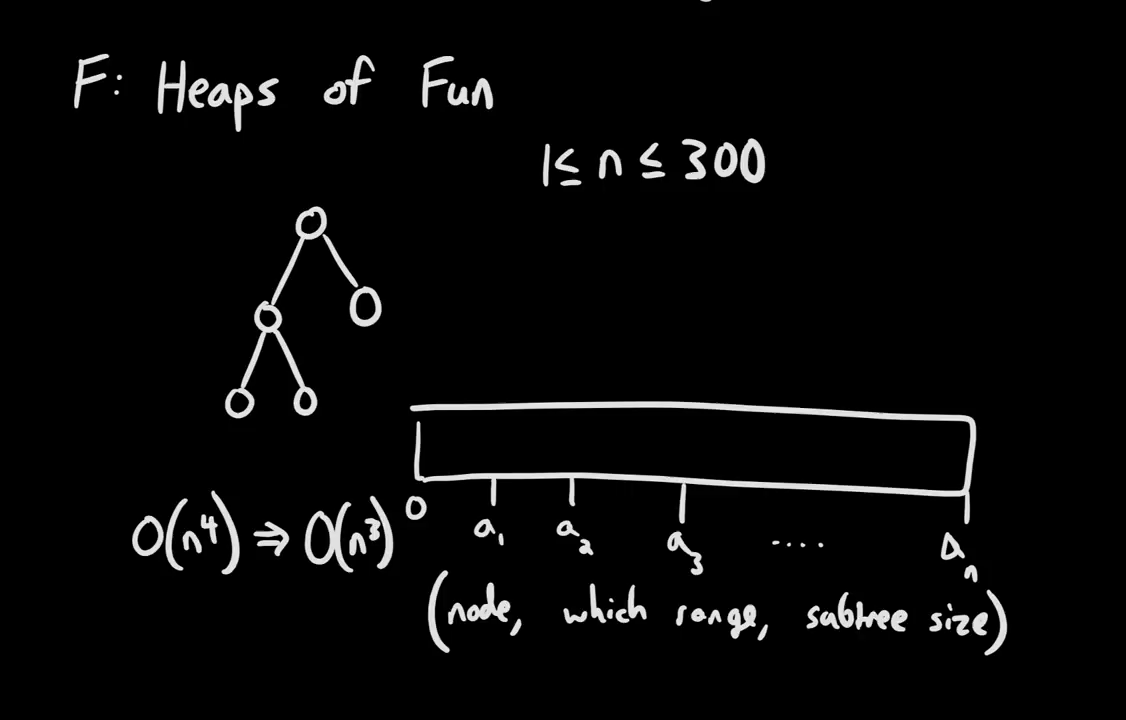 F: Heaps of Fun
1 ≤ n ≤ 300
0 a₁ a₂ a₃ .... aₙ
O(n⁴) ⇒ O(n³)
(node, which range, subtree size)